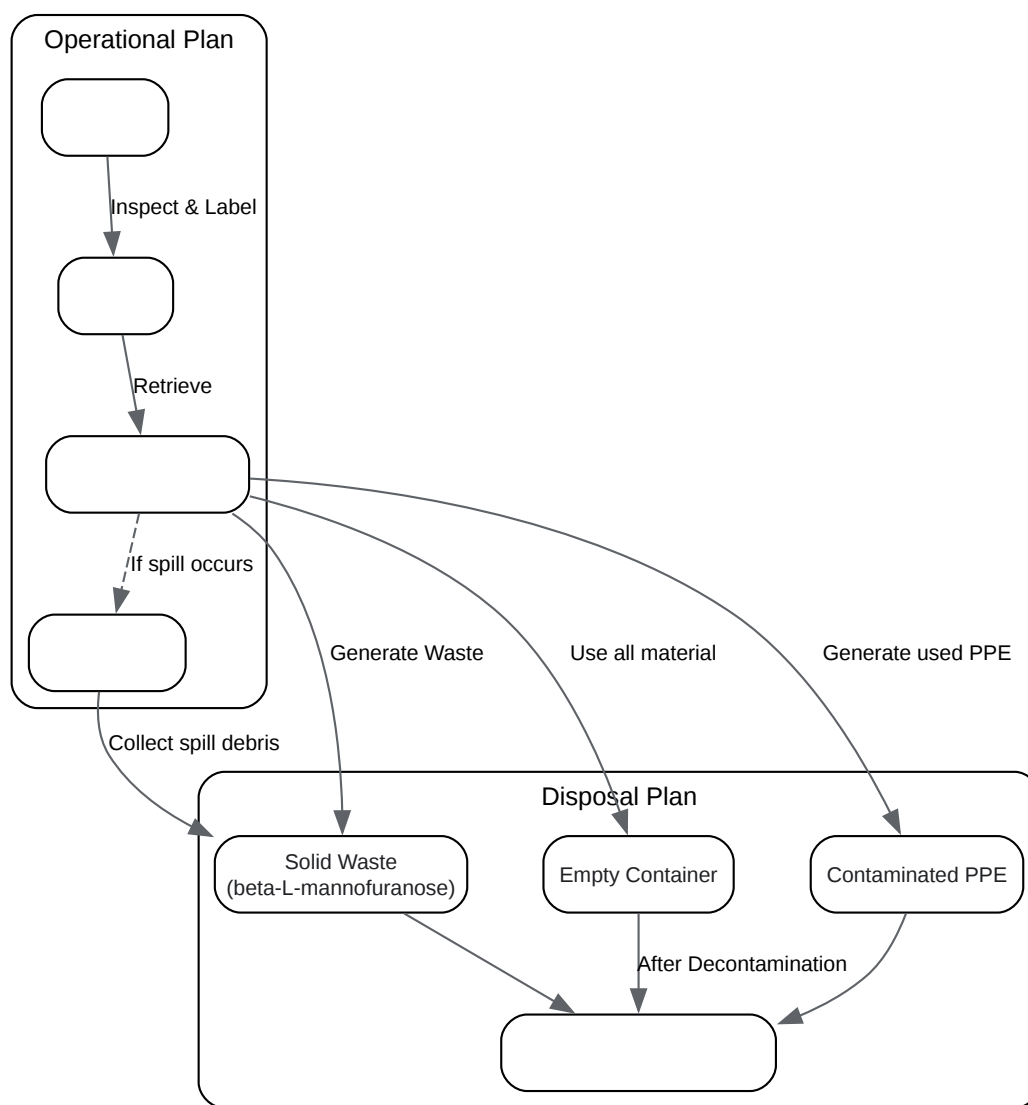 Operational Plan
Inspect & Label
Retrieve
If spill occurs
Generate Waste
Use all material
Generate used PPE
Collect spill debris
Disposal Plan
Solid Waste
(beta-L-mannofuranose)
Empty Container
Contaminated PPE
After Decontamination